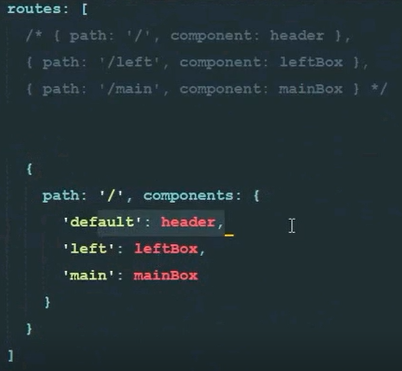 routes: [
/* { path: '/', component: header },
{ path: '/left', component: leftBox },
{ path: '/main', component: mainBox } */
{
path: '/', components: {
'default': header,
'left': leftBox,
'main': mainBox
}
}
]